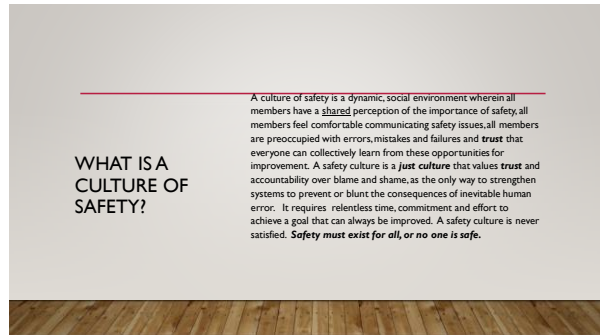 WHAT IS A
CULTURE OF
SAFETY?
A culture of safety is a dynamic, social environment wherein all
members have a shared perception of the importance of safety, all
members feel comfortable communicating safety issues, all members
are preoccupied with errors, mistakes and failures and trust that
everyone can collectively learn from these opportunities for
improvement. A safety culture is a just culture that values trust and
accountability over blame and shame, as the only way to strengthen
systems to prevent or blunt the consequences of inevitable human
error. It requires relentless time, commitment and effort to
achieve a goal that can always be improved. A safety culture is never
satisfied. Safety must exist for all, or no one is safe.